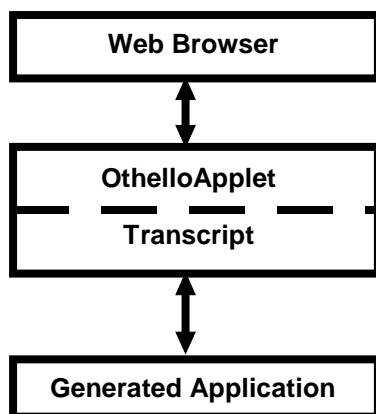 Web Browser
OthelloApplet
Transcript
Generated Application